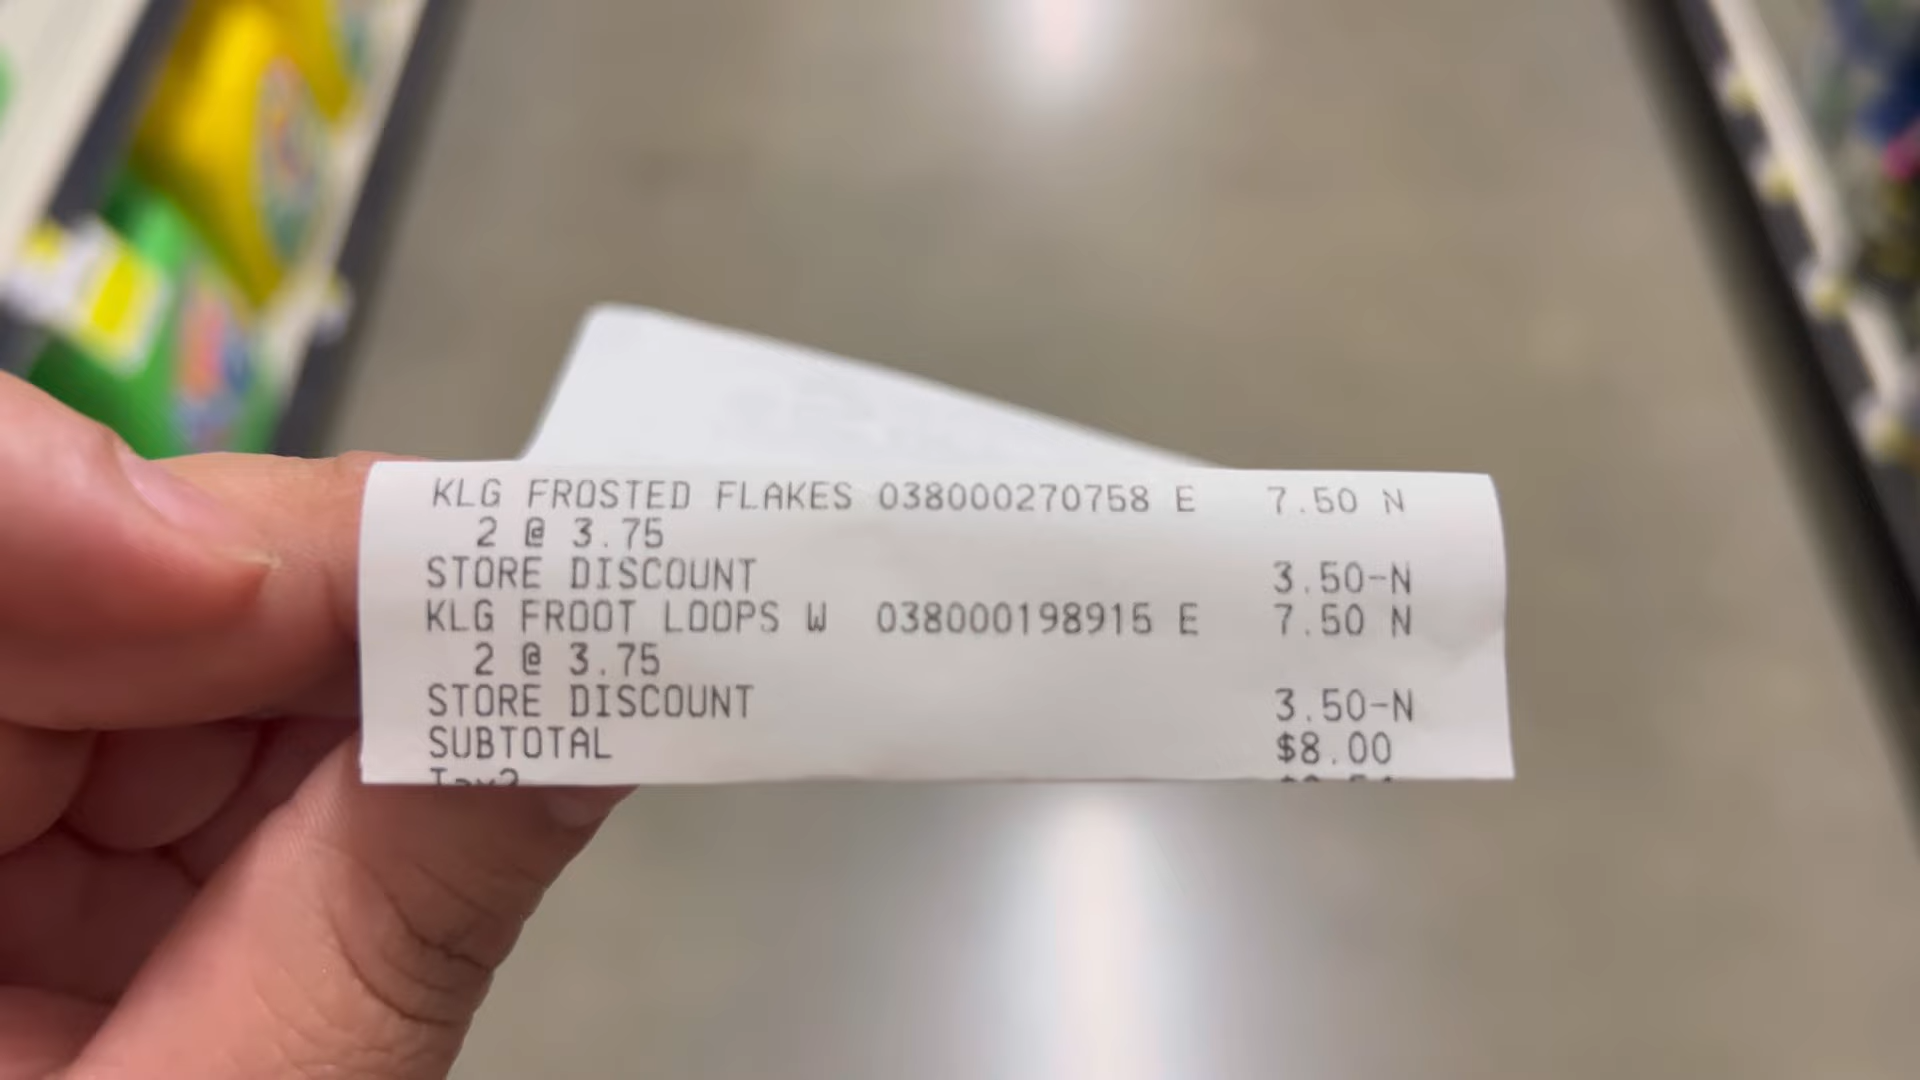 KLG FROSTED FLAKES 038000270758 E 7.50 N
2 @ 3.75
STORE DISCOUNT 3.50-N
KLG FROOT LOOPS W 038000198915 E 7.50 N
2 @ 3.75
STORE DISCOUNT 3.50-N
SUBTOTAL $8.00